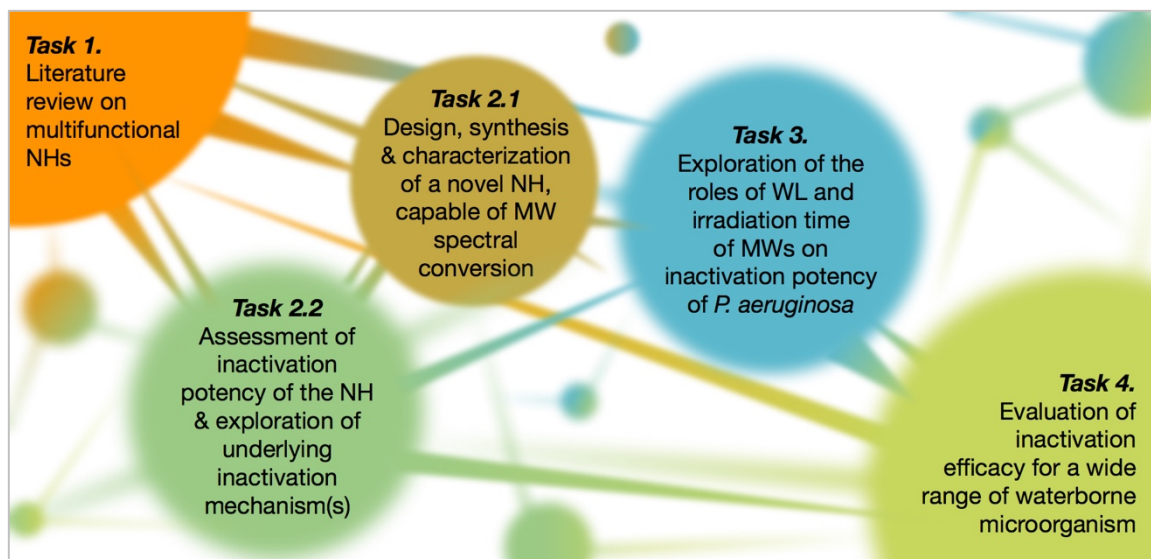 Task 1.
Literature
review on
multifunctional
NHs
Task 2.1
Design, synthesis
& characterization
of a novel NH,
capable of MW
spectral
conversion
Task 3.
Exploration of the
roles of WL and
irradiation time
of MWs on
inactivation potency
of P. aeruginosa
Task 2.2
Assessment of
inactivation
potency of the NH
& exploration of
underlying
inactivation
mechanism(s)
Task 4.
Evaluation of
inactivation
efficacy for a wide
range of waterborne
microorganism